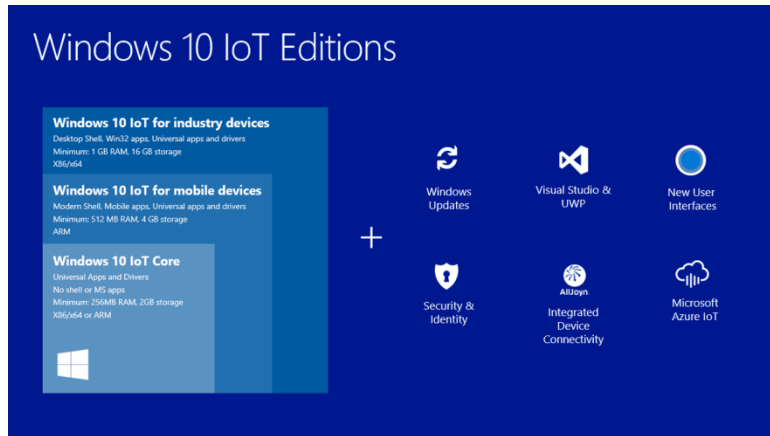 Windows 10 IoT Editions
Windows 10 IoT for industry devices
Desktop Shell, Win32 apps, Universal apps and drivers
Minimum: 1 GB RAM, 16 GB storage
X86/x64
Windows 10 IoT for mobile devices
Modern Shell, Mobile apps, Universal apps and drivers
Minimum: 512 MB RAM, 4 GB storage
ARM
Windows 10 IoT Core
Universal Apps and Drivers
No shell or MS apps
Minimum: 256MB RAM, 2GB storage
X86/x64 or ARM
+
Windows
Updates
Visual Studio &
UWP
New User
Interfaces
Security &
Identity
AllJoyn.
Integrated
Device
Connectivity
Microsoft
Azure IoT